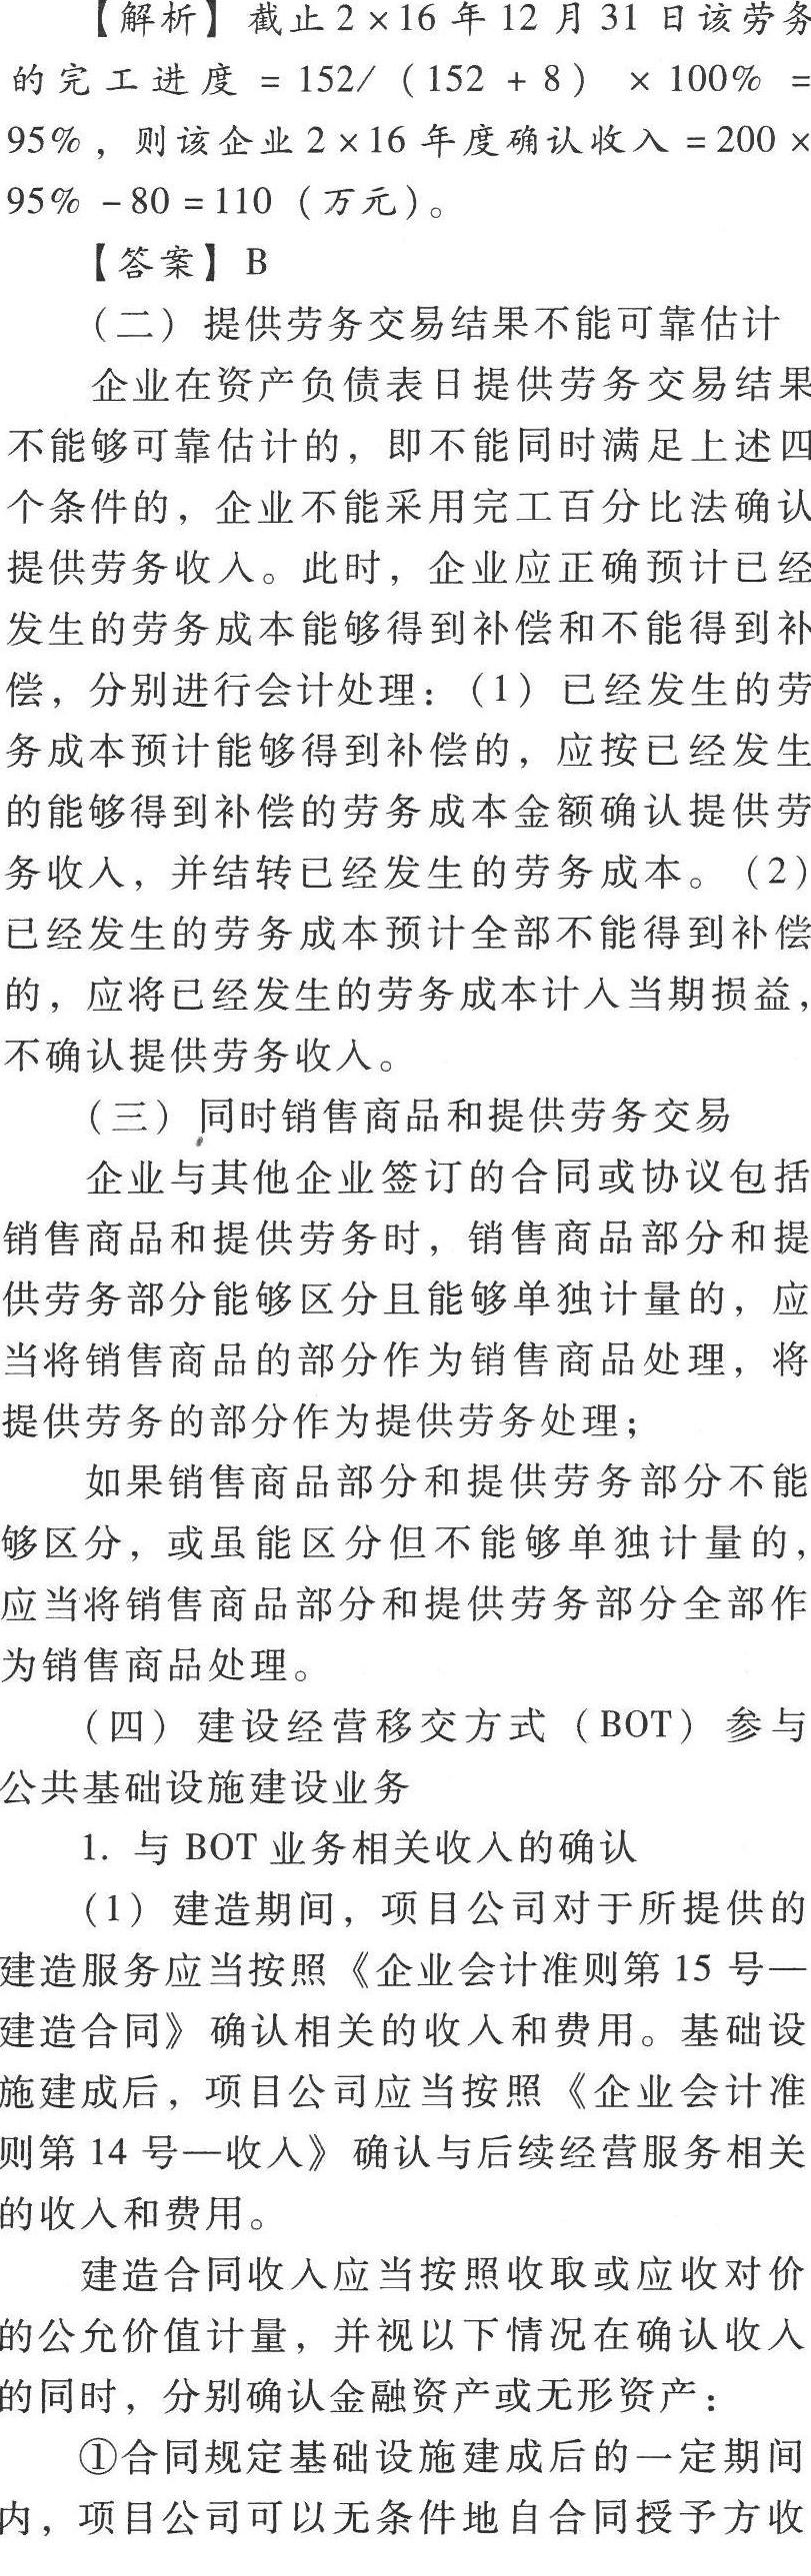 【解析】截止2×16年12月31日该劳务
的完工进度=152/（152+8）×100%=
95%，则该企业2×16年度确认收入=200×
95%-80=110（万元）。
【答案】B
（二）提供劳务交易结果不能可靠估计
企业在资产负债表日提供劳务交易结果
不能够可靠估计的，即不能同时满足上述四
个条件的，企业不能采用完工百分比法确认
提供劳务收入。此时，企业应正确预计已经
发生的劳务成本能够得到补偿和不能得到补
偿，分别进行会计处理：（1）已经发生的劳
务成本预计能够得到补偿的，应按已经发生
的能够得到补偿的劳务成本金额确认提供劳
务收入，并结转已经发生的劳务成本。（2）
已经发生的劳务成本预计全部不能得到补偿
的，应将已经发生的劳务成本计入当期损益，
不确认提供劳务收入。
（三）同时销售商品和提供劳务交易
企业与其他企业签订的合同或协议包括
销售商品和提供劳务时，销售商品部分和提
供劳务部分能够区分且能够单独计量的，应
当将销售商品的部分作为销售商品处理，将
提供劳务的部分作为提供劳务处理；
如果销售商品部分和提供劳务部分不能
够区分，或虽能区分但不能够单独计量的，
应当将销售商品部分和提供劳务部分全部作
为销售商品处理。
（四）建设经营移交方式（BOT）参与
公共基础设施建设业务
1. 与BOT业务相关收入的确认
（1）建造期间，项目公司对于所提供的
建造服务应当按照《企业会计准则第15号—
建造合同》确认相关的收入和费用。基础设
施建成后，项目公司应当按照《企业会计准
则第14号—收入》确认与后续经营服务相关
的收入和费用。
建造合同收入应当按照收取或应收对价
的公允价值计量，并视以下情况在确认收入
的同时，分别确认金融资产或无形资产：
①合同规定基础设施建成后的一定期间
内，项目公司可以无条件地自合同授予方收